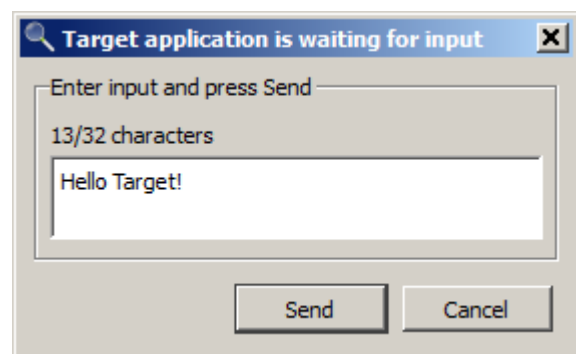 Target application is waiting for input
Enter input and press Send
13/32 characters
Hello Target!
Send
Cancel